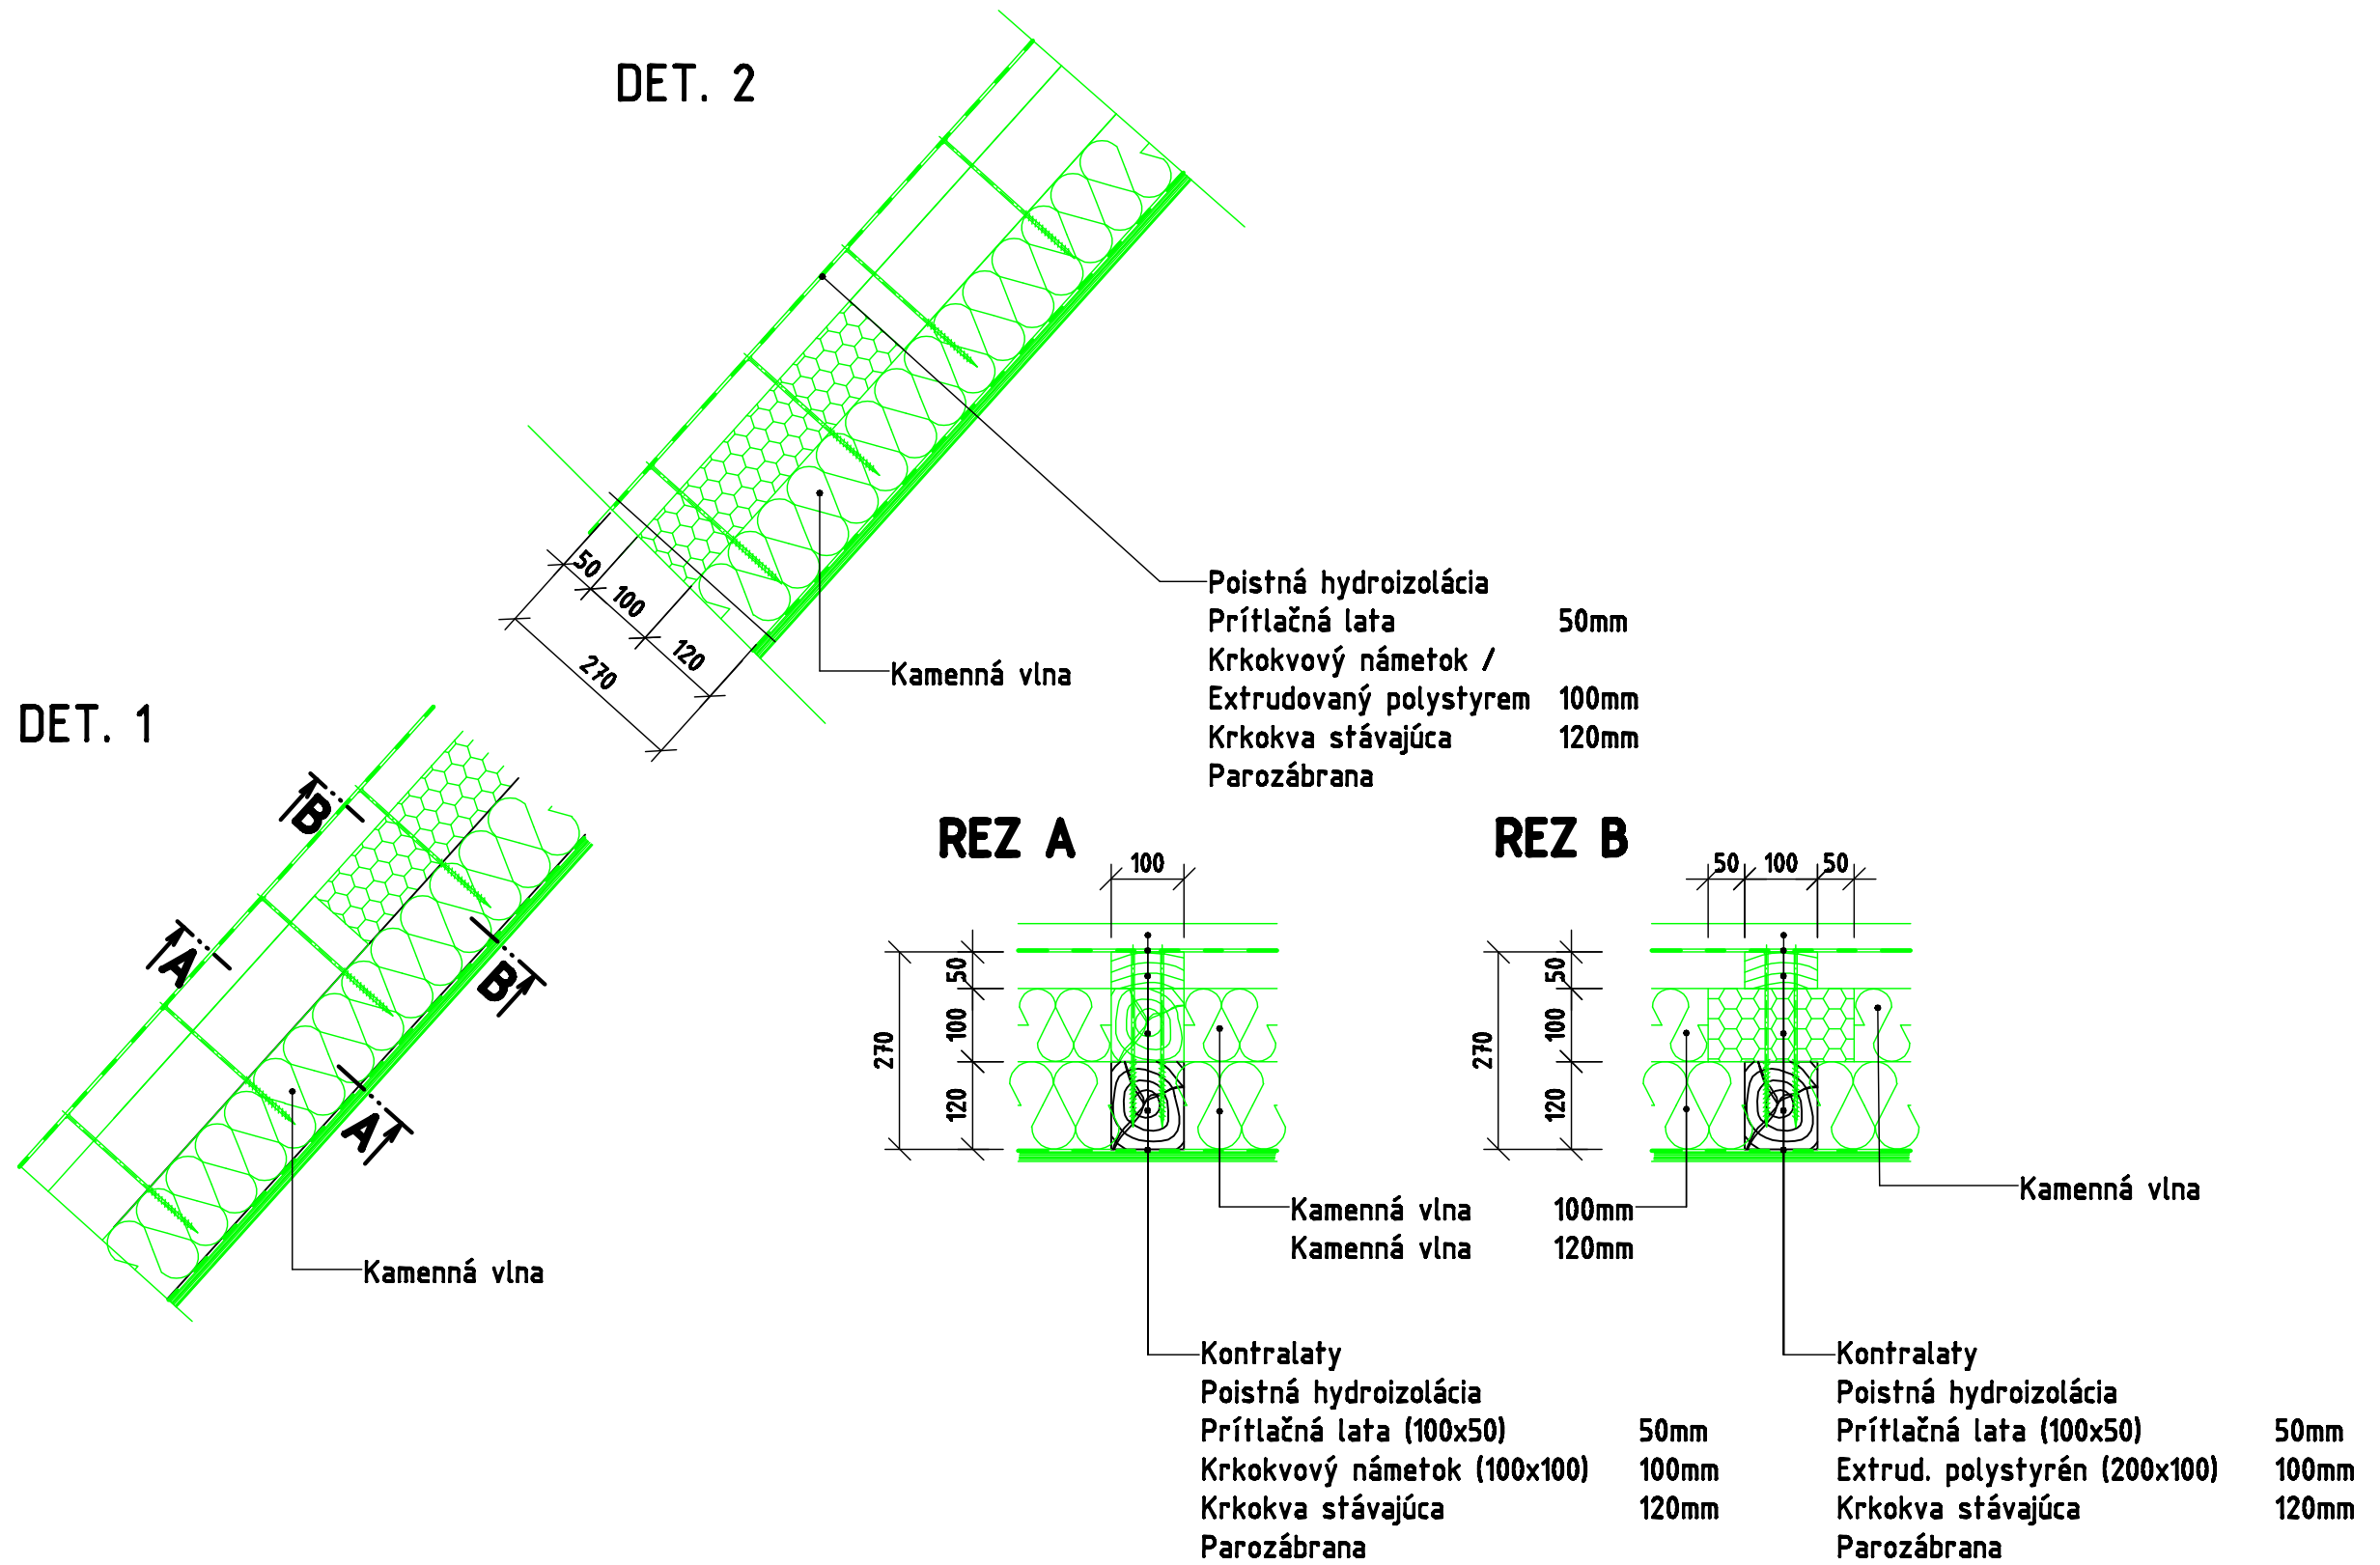 DET. 2
50
100
120
270
Kamenná vlna
Poistná hydroizolácia
Prítlačná lata 50mm
Krkokvový námetok /
Extrudovaný polystyrem 100mm
Krkokva stávajúca 120mm
Parozábrana
DET. 1
B
A
B
A
Kamenná vlna
REZ A
100
50
100
120
270
Kamenná vlna 100mm
Kamenná vlna 120mm
Kontralaty
Poistná hydroizolácia
Prítlačná lata (100x50) 50mm
Krkokvový námetok (100x100) 100mm
Krkokva stávajúca 120mm
Parozábrana
REZ B
50 100 50
50
100
120
270
Kamenná vlna
Kontralaty
Poistná hydroizolácia
Prítlačná lata (100x50) 50mm
Extrud. polystyrén (200x100) 100mm
Krkokva stávajúca 120mm
Parozábrana